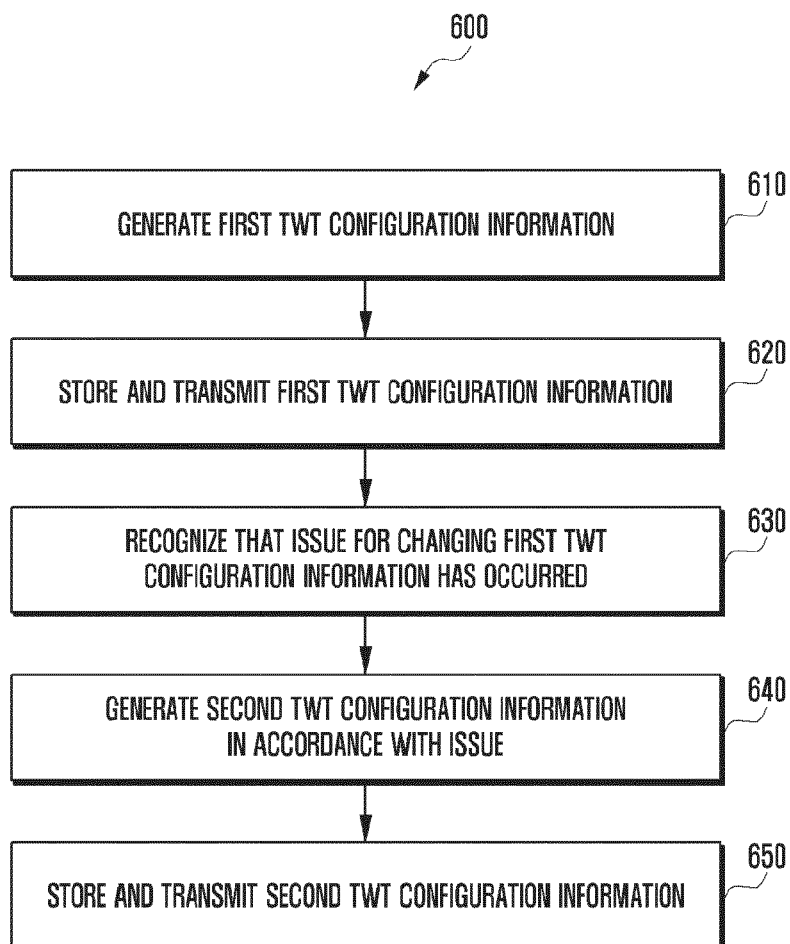 600
610
GENERATE FIRST TWT CONFIGURATION INFORMATION
620
STORE AND TRANSMIT FIRST TWT CONFIGURATION INFORMATION
630
RECOGNIZE THAT ISSUE FOR CHANGING FIRST TWT
CONFIGURATION INFORMATION HAS OCCURRED
640
GENERATE SECOND TWT CONFIGURATION INFORMATION
IN ACCORDANCE WITH ISSUE
650
STORE AND TRANSMIT SECOND TWT CONFIGURATION INFORMATION